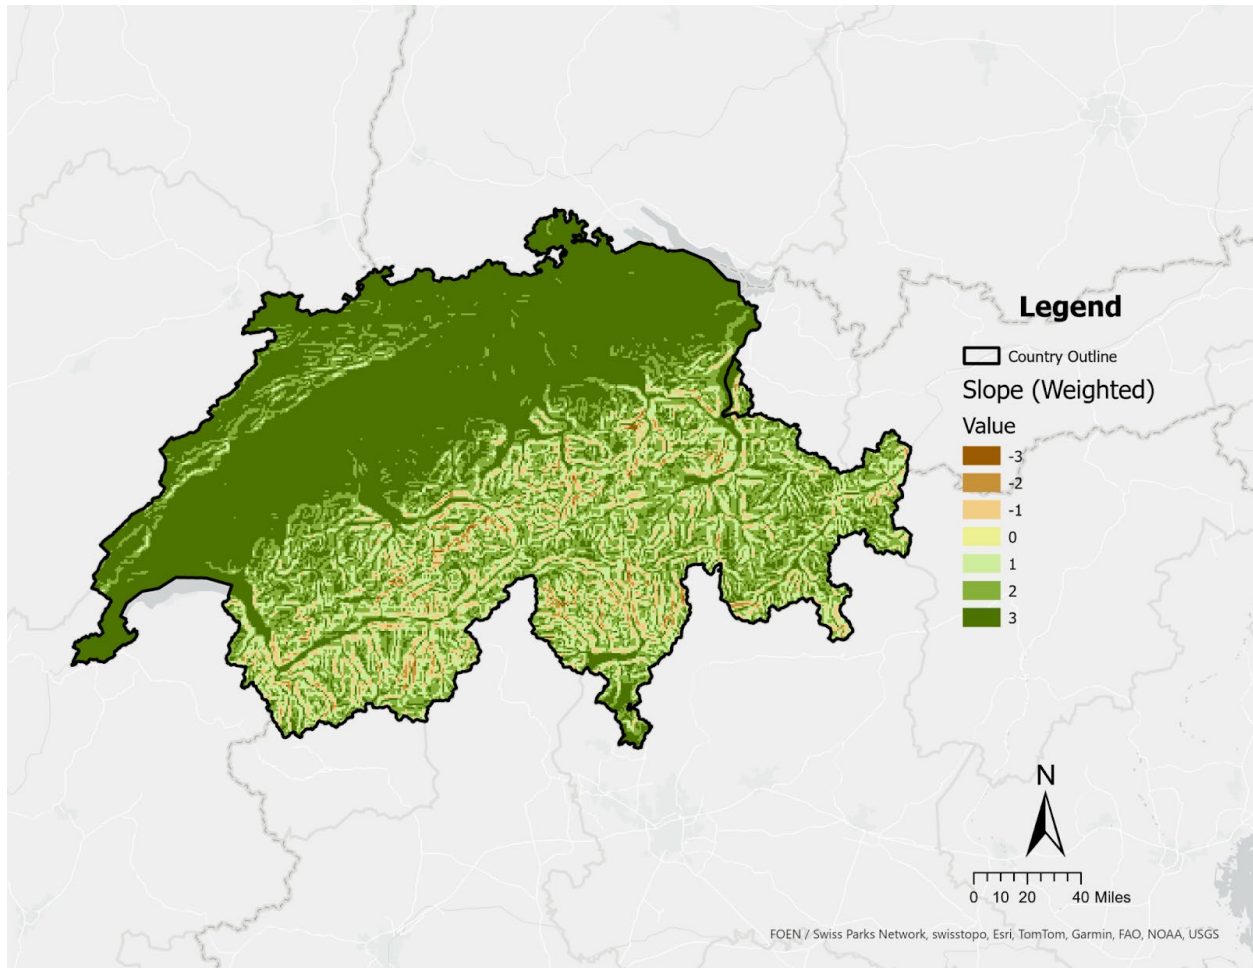 Legend
Country Outline
Slope (Weighted)
Value
-3
-2
-1
0
1
2
3
N
0 10 20 40 Miles
FOEN / Swiss Parks Network, swisstopo, Esri, TomTom, Garmin, FAO, NOAA, USGS